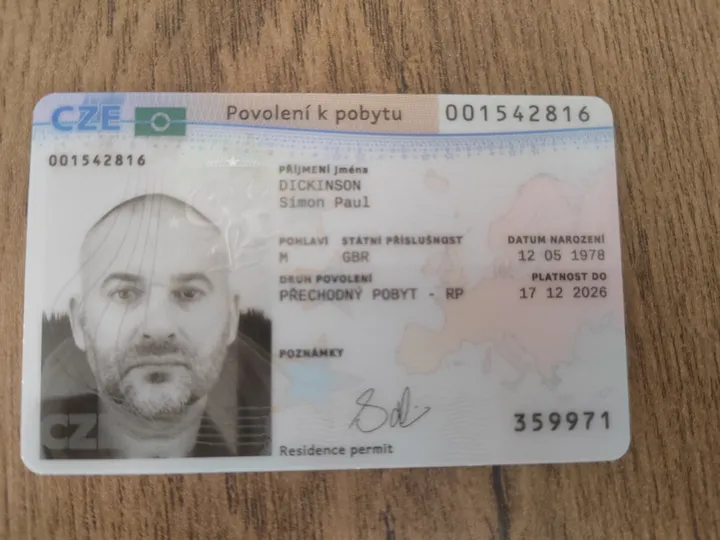 CZE Povolení k pobytu 001542816
001542816
PŘÍJMENÍ Jména
DICKINSON
Simon Paul
POHLAVÍ STÁTNÍ PŘÍSLUŠNOST DATUM NAROZENÍ
M GBR 12 05 1978
DRUH POVOLENÍ PLATNOST DO
PŘECHODNÝ POBYT - RP 17 12 2026
POZNÁMKY
359971
Residence permit
CZE